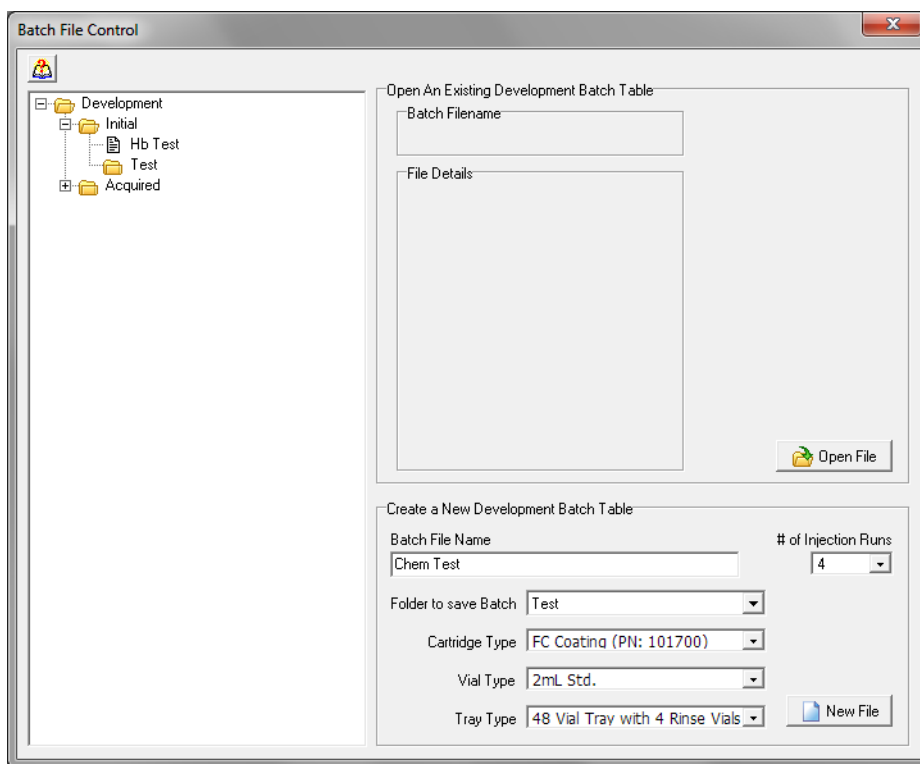 Batch File Control
Development
Initial
Hb Test
Test
Acquired
Open An Existing Development Batch Table
Batch Filename
File Details
Open File
Create a New Development Batch Table
Batch File Name
# of Injection Runs
Chem Test
4
Folder to save Batch Test
Cartridge Type FC Coating (PN: 101700)
Vial Type 2mL Std.
Tray Type 48 Vial Tray with 4 Rinse Vials
New File